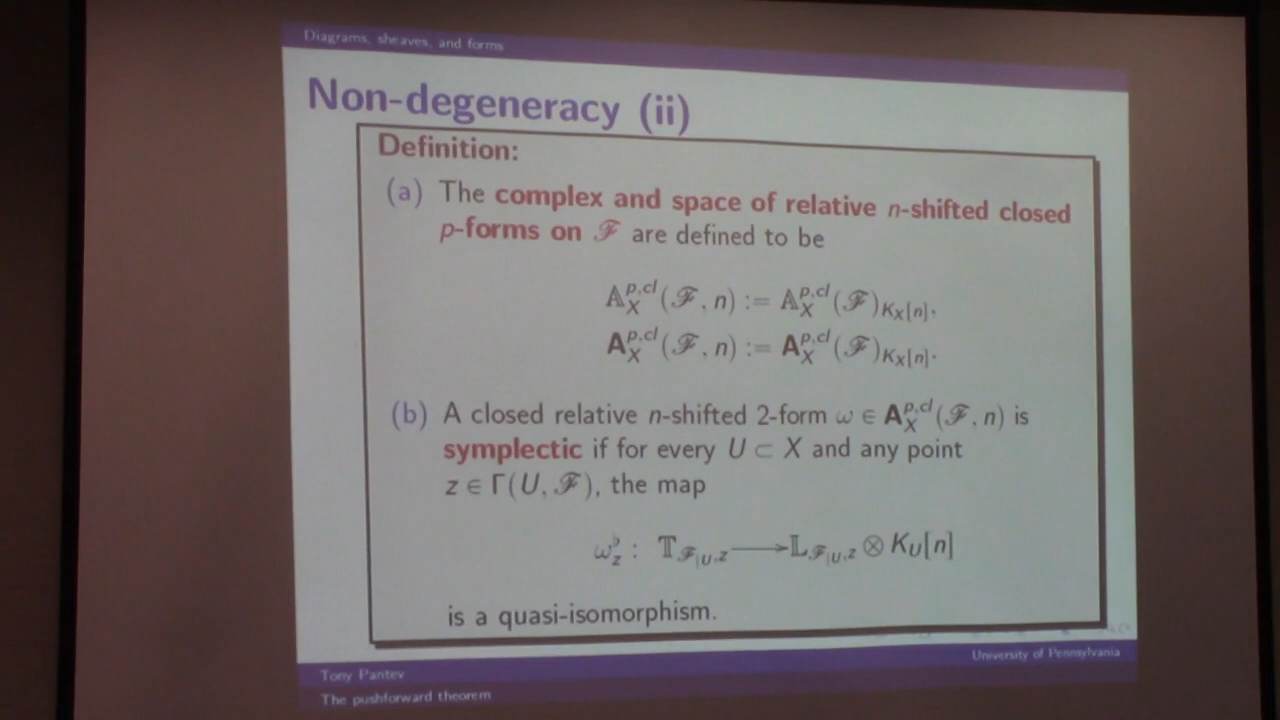 Diagrams, sheaves, and forms
Non-degeneracy (ii)
Definition:
(a) The complex and space of relative n-shifted closed
p-forms on ℱ are defined to be
𝔸_X^{p,cl}(ℱ, n) := 𝔸_X^{p,cl}(ℱ)_{K_X[n]},
𝐀_X^{p,cl}(ℱ, n) := 𝐀_X^{p,cl}(ℱ)_{K_X[n]}.
(b) A closed relative n-shifted 2-form ω ∈ 𝐀_X^{p,cl}(ℱ, n) is
symplectic if for every U ⊂ X and any point
z ∈ Γ(U, ℱ), the map
ω_z^♭ : 𝕋_{ℱ|U,z} ⟶ 𝕃_{ℱ|U,z} ⊗ K_U[n]
is a quasi-isomorphism.
Tony Pantev
University of Pennsylvania
The pushforward theorem